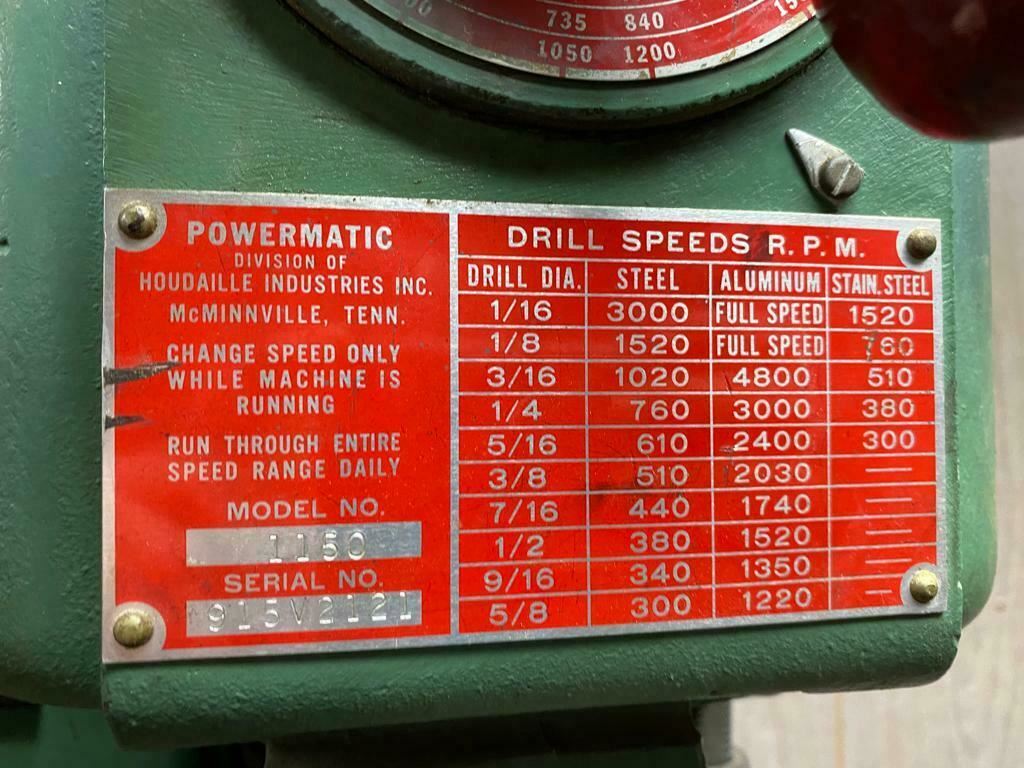 735 840
1050 1200
POWERMATIC
DIVISION OF
HOUDAILLE INDUSTRIES INC.
McMINNVILLE, TENN.
CHANGE SPEED ONLY
WHILE MACHINE IS
RUNNING
RUN THROUGH ENTIRE
SPEED RANGE DAILY
MODEL NO.
1150
SERIAL NO.
915V2121
DRILL SPEEDS R.P.M.
DRILL DIA. STEEL ALUMINUM STAIN. STEEL
1/16 3000 FULL SPEED 1520
1/8 1520 FULL SPEED 760
3/16 1020 4800 510
1/4 760 3000 380
5/16 610 2400 300
3/8 510 2030 —
7/16 440 1740 —
1/2 380 1520 —
9/16 340 1350 —
5/8 300 1220 —